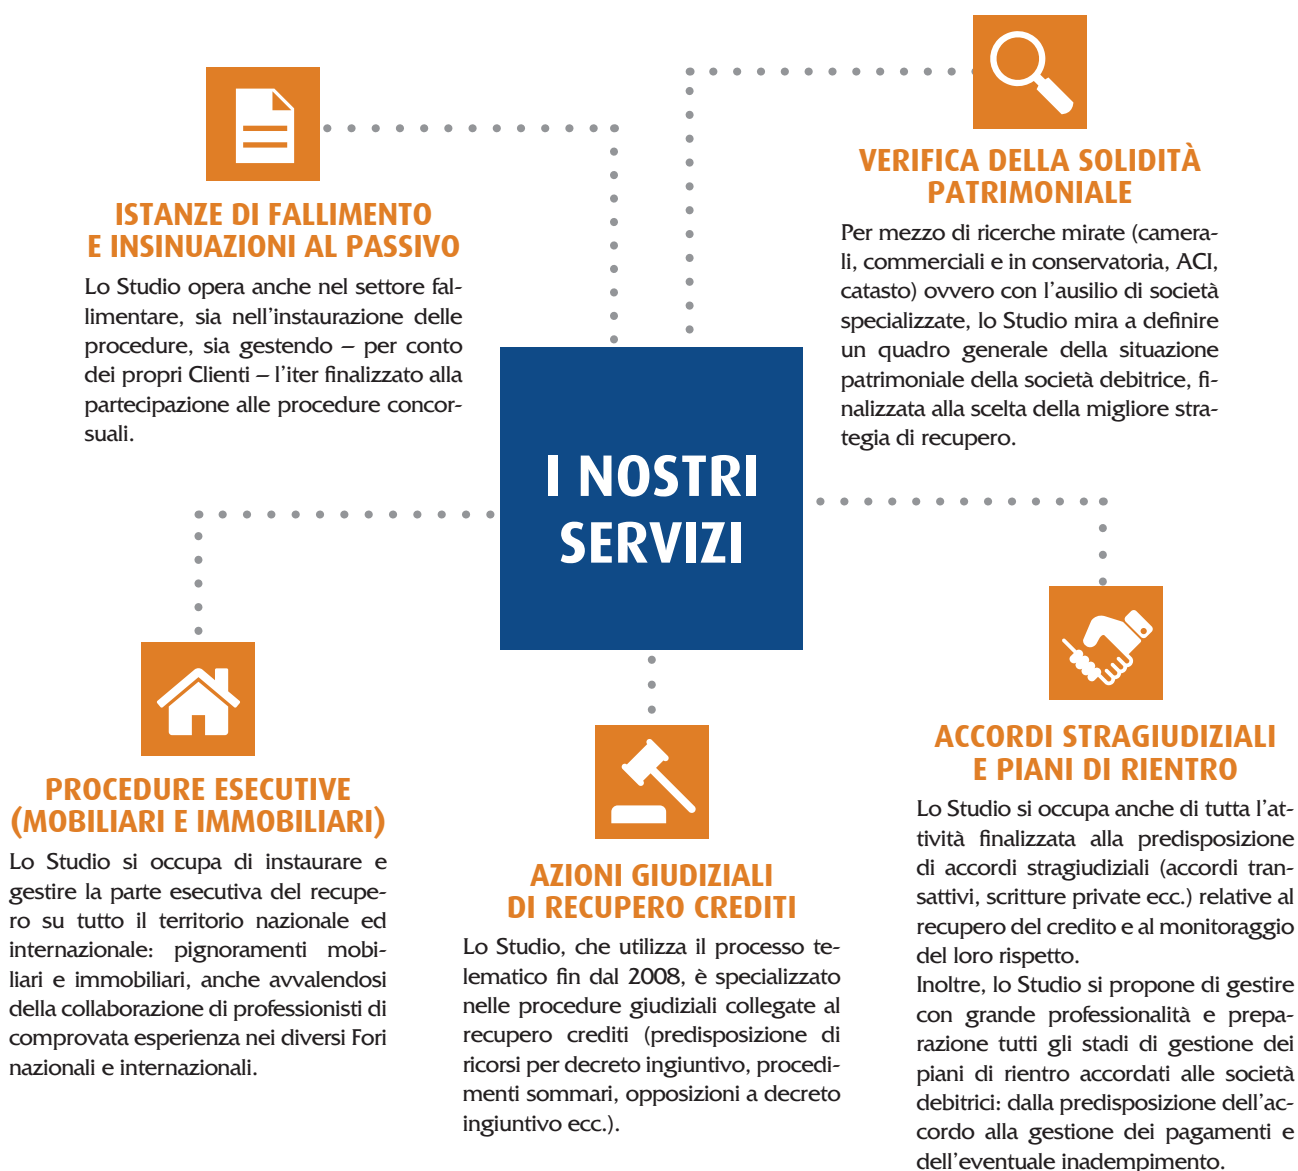 ISTANZE DI FALLIMENTO
E INSINUAZIONI AL PASSIVO
Lo Studio opera anche nel settore fal-
limentare, sia nell'instaurazione delle
procedure, sia gestendo – per conto
dei propri Clienti – l'iter finalizzato alla
partecipazione alle procedure concor-
suali.
VERIFICA DELLA SOLIDITÀ
PATRIMONIALE
Per mezzo di ricerche mirate (camera-
li, commerciali e in conservatoria, ACI,
catasto) ovvero con l'ausilio di società
specializzate, lo Studio mira a definire
un quadro generale della situazione
patrimoniale della società debitrice, fi-
nalizzata alla scelta della migliore stra-
tegia di recupero.
I NOSTRI
SERVIZI
PROCEDURE ESECUTIVE
(MOBILIARI E IMMOBILIARI)
Lo Studio si occupa di instaurare e
gestire la parte esecutiva del recupe-
ro su tutto il territorio nazionale ed
internazionale: pignoramenti mobi-
liari e immobiliari, anche avvalendosi
della collaborazione di professionisti di
comprovata esperienza nei diversi Fori
nazionali e internazionali.
AZIONI GIUDIZIALI
DI RECUPERO CREDITI
Lo Studio, che utilizza il processo te-
lematico fin dal 2008, è specializzato
nelle procedure giudiziali collegate al
recupero crediti (predisposizione di
ricorsi per decreto ingiuntivo, procedi-
menti sommari, opposizioni a decreto
ingiuntivo ecc.).
ACCORDI STRAGIUDIZIALI
E PIANI DI RIENTRO
Lo Studio si occupa anche di tutta l'at-
tività finalizzata alla predisposizione
di accordi stragiudiziali (accordi tran-
sattivi, scritture private ecc.) relative al
recupero del credito e al monitoraggio
del loro rispetto.
Inoltre, lo Studio si propone di gestire
con grande professionalità e prepa-
razione tutti gli stadi di gestione dei
piani di rientro accordati alle società
debitrici: dalla predisposizione dell'ac-
cordo alla gestione dei pagamenti e
dell'eventuale inadempimento.